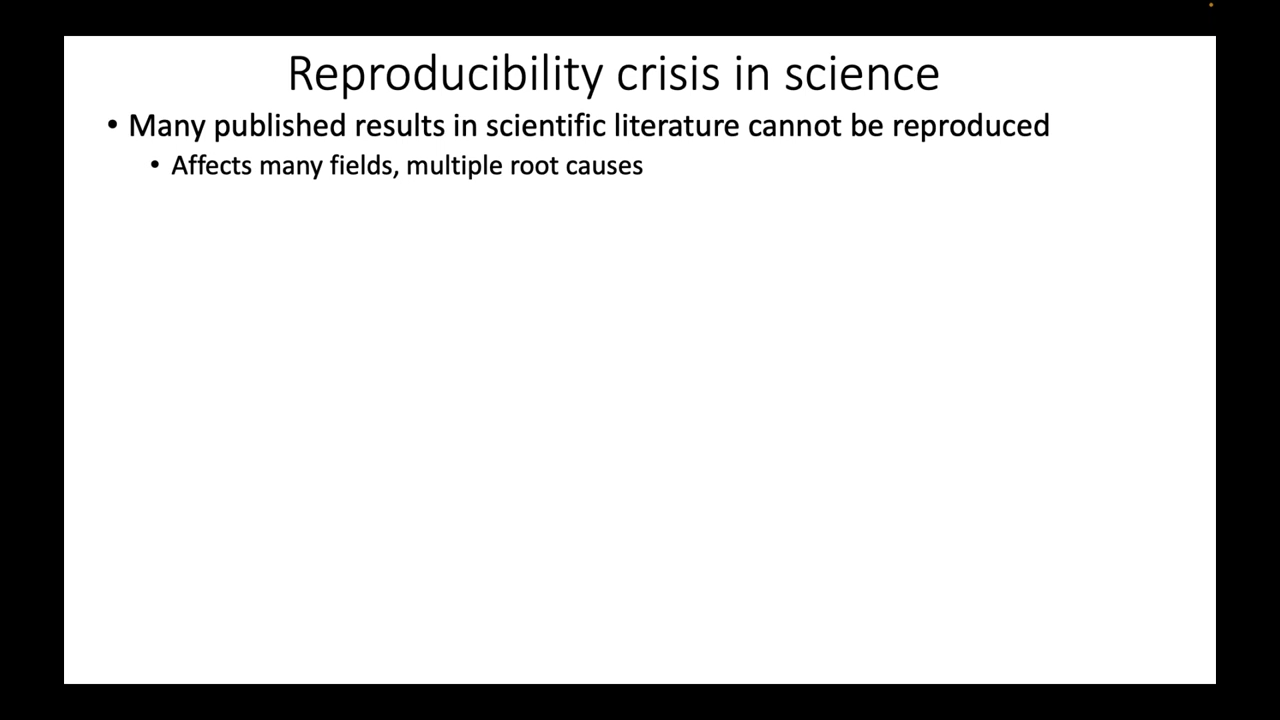 Reproducibility crisis in science
• Many published results in scientific literature cannot be reproduced
• Affects many fields, multiple root causes